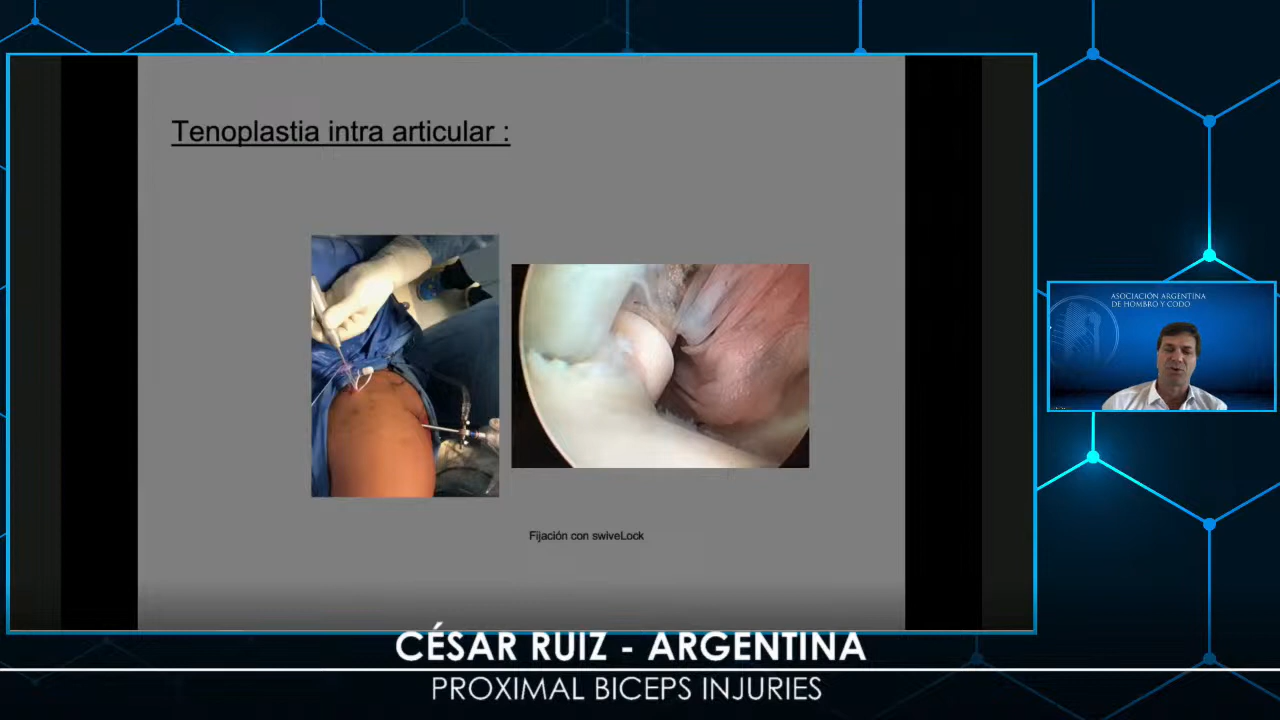 Tenoplastia intra articular :
ASOCIACIÓN ARGENTINA
DE HOMBRO Y CODO
Fijación con swiveLock
CÉSAR RUIZ - ARGENTINA
PROXIMAL BICEPS INJURIES